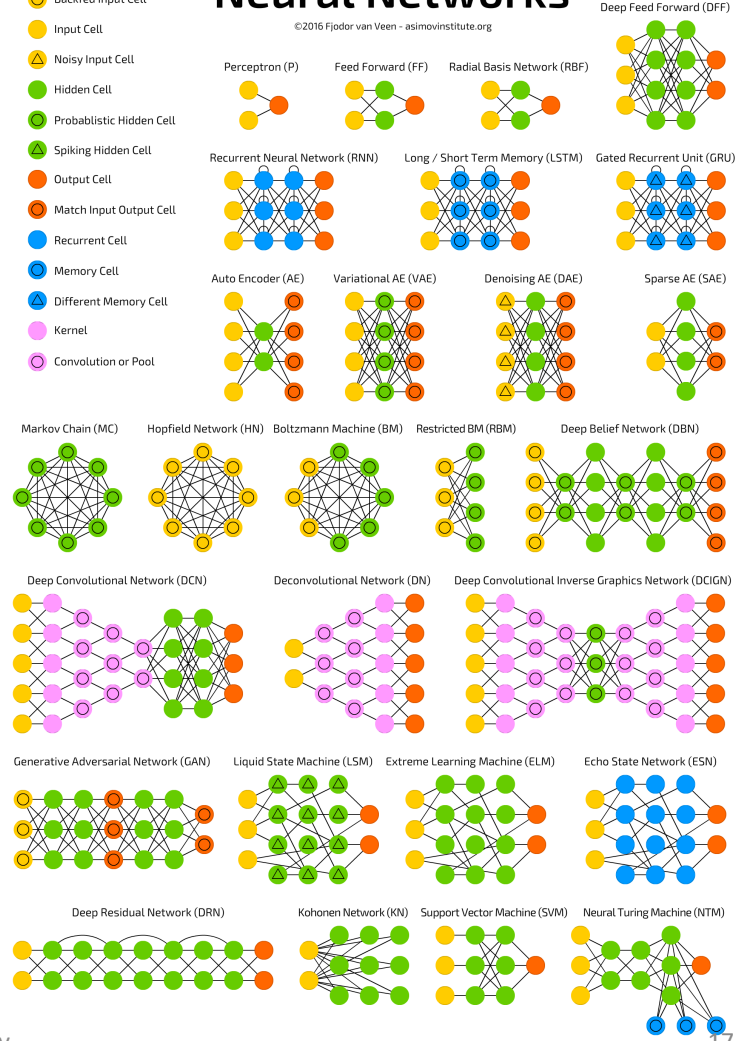 Backfed Input Cell
Neural Networks
Deep Feed Forward (DFF)
Input Cell
©2016 Fjodor van Veen - asimovinstitute.org
Noisy Input Cell
Perceptron (P)
Feed Forward (FF)
Radial Basis Network (RBF)
Hidden Cell
Probablistic Hidden Cell
Spiking Hidden Cell
Recurrent Neural Network (RNN)
Long / Short Term Memory (LSTM)
Gated Recurrent Unit (GRU)
Output Cell
Match Input Output Cell
Recurrent Cell
Memory Cell
Auto Encoder (AE)
Variational AE (VAE)
Denoising AE (DAE)
Sparse AE (SAE)
Different Memory Cell
Kernel
Convolution or Pool
Markov Chain (MC)
Hopfield Network (HN)
Boltzmann Machine (BM)
Restricted BM (RBM)
Deep Belief Network (DBN)
Deep Convolutional Network (DCN)
Deconvolutional Network (DN)
Deep Convolutional Inverse Graphics Network (DCIGN)
Generative Adversarial Network (GAN)
Liquid State Machine (LSM)
Extreme Learning Machine (ELM)
Echo State Network (ESN)
Deep Residual Network (DRN)
Kohonen Network (KN)
Support Vector Machine (SVM)
Neural Turing Machine (NTM)
17